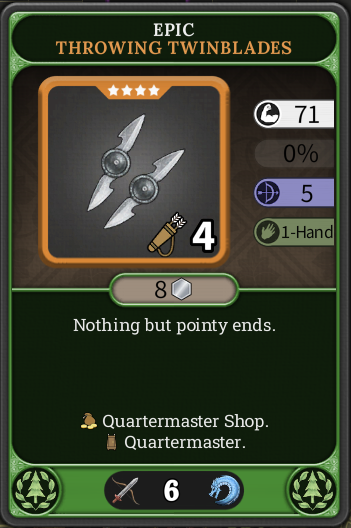 EPIC
THROWING TWINBLADES
71
0%
5
4
1-Hand
8
Nothing but pointy ends.
Quartermaster Shop.
Quartermaster.
6